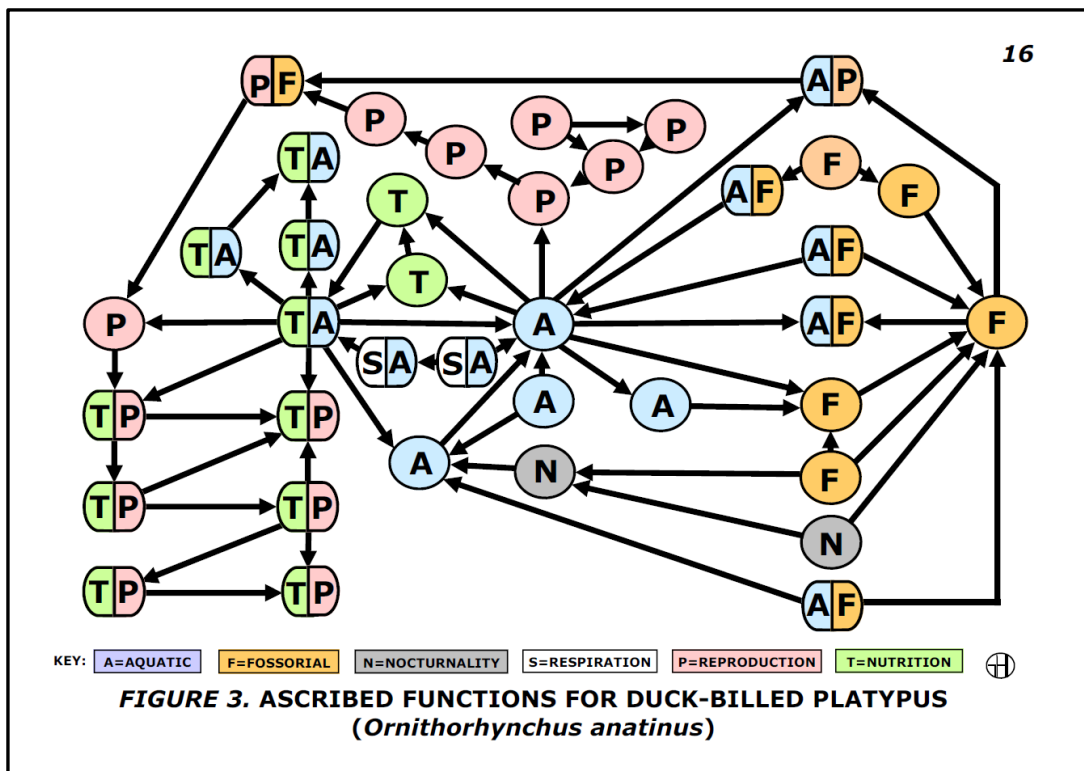 16
P F
A P
P
P
P
T A
P
P
F
A F
F
T
P
T A
T A
A F
T
P
T A
A
A F
F
S A
S A
A
A
F
T P
T P
A
N
F
T P
T P
N
T P
T P
A F
KEY: A=AQUATIC F=FOSSORIAL N=NOCTURNALITY S=RESPIRATION P=REPRODUCTION T=NUTRITION
FIGURE 3. ASCRIBED FUNCTIONS FOR DUCK-BILLED PLATYPUS
(Ornithorhynchus anatinus)